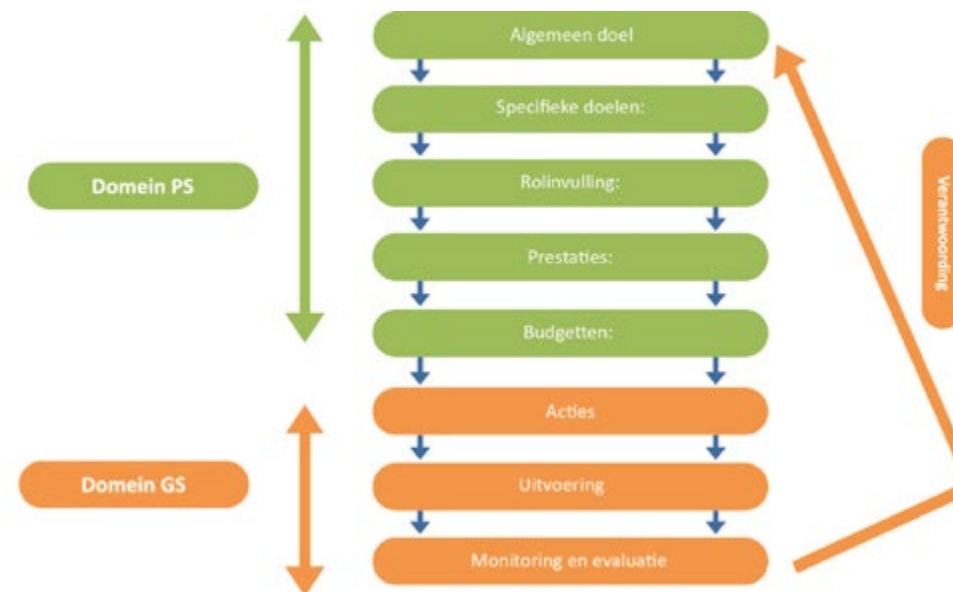 Algemeen doel
Specifieke doelen:
Rolinvulling:
Domein PS
Prestaties:
Budgetten:
Verantwoording
Acties
Domein GS
Uitvoering
Monitoring en evaluatie